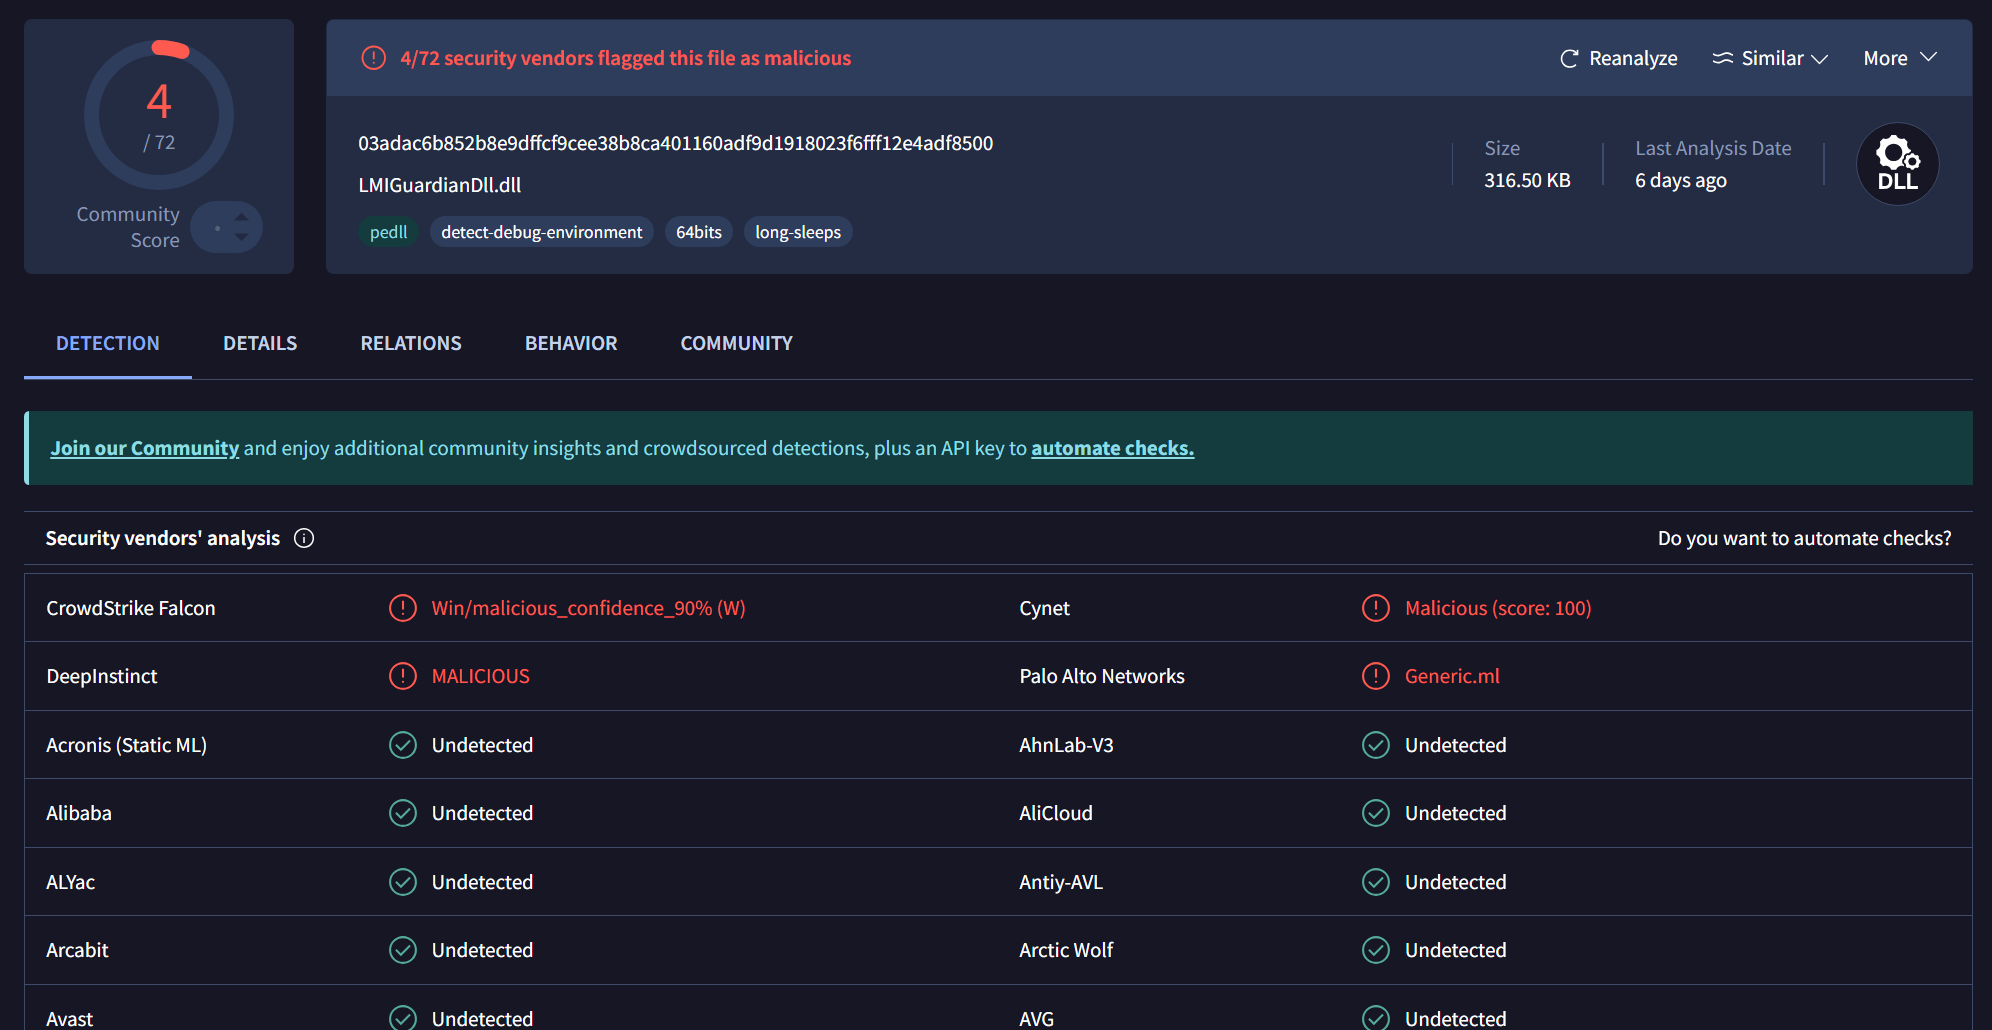 4
/ 72
Community
Score
4/72 security vendors flagged this file as malicious
Reanalyze
Similar
More
03adac6b852b8e9dffcf9cee38b8ca401160adf9d1918023f6fff12e4adf8500
LMIGuardianDll.dll
pedll
detect-debug-environment
64bits
long-sleeps
Size
316.50 KB
Last Analysis Date
6 days ago
DLL
DETECTION
DETAILS
RELATIONS
BEHAVIOR
COMMUNITY
Join our Community and enjoy additional community insights and crowdsourced detections, plus an API key to automate checks.
Security vendors' analysis
Do you want to automate checks?
CrowdStrike Falcon
Win/malicious_confidence_90% (W)
Cynet
Malicious (score: 100)
DeepInstinct
MALICIOUS
Palo Alto Networks
Generic.ml
Acronis (Static ML)
Undetected
AhnLab-V3
Undetected
Alibaba
Undetected
AliCloud
Undetected
ALYac
Undetected
Antiy-AVL
Undetected
Arcabit
Undetected
Arctic Wolf
Undetected
Avast
Undetected
AVG
Undetected